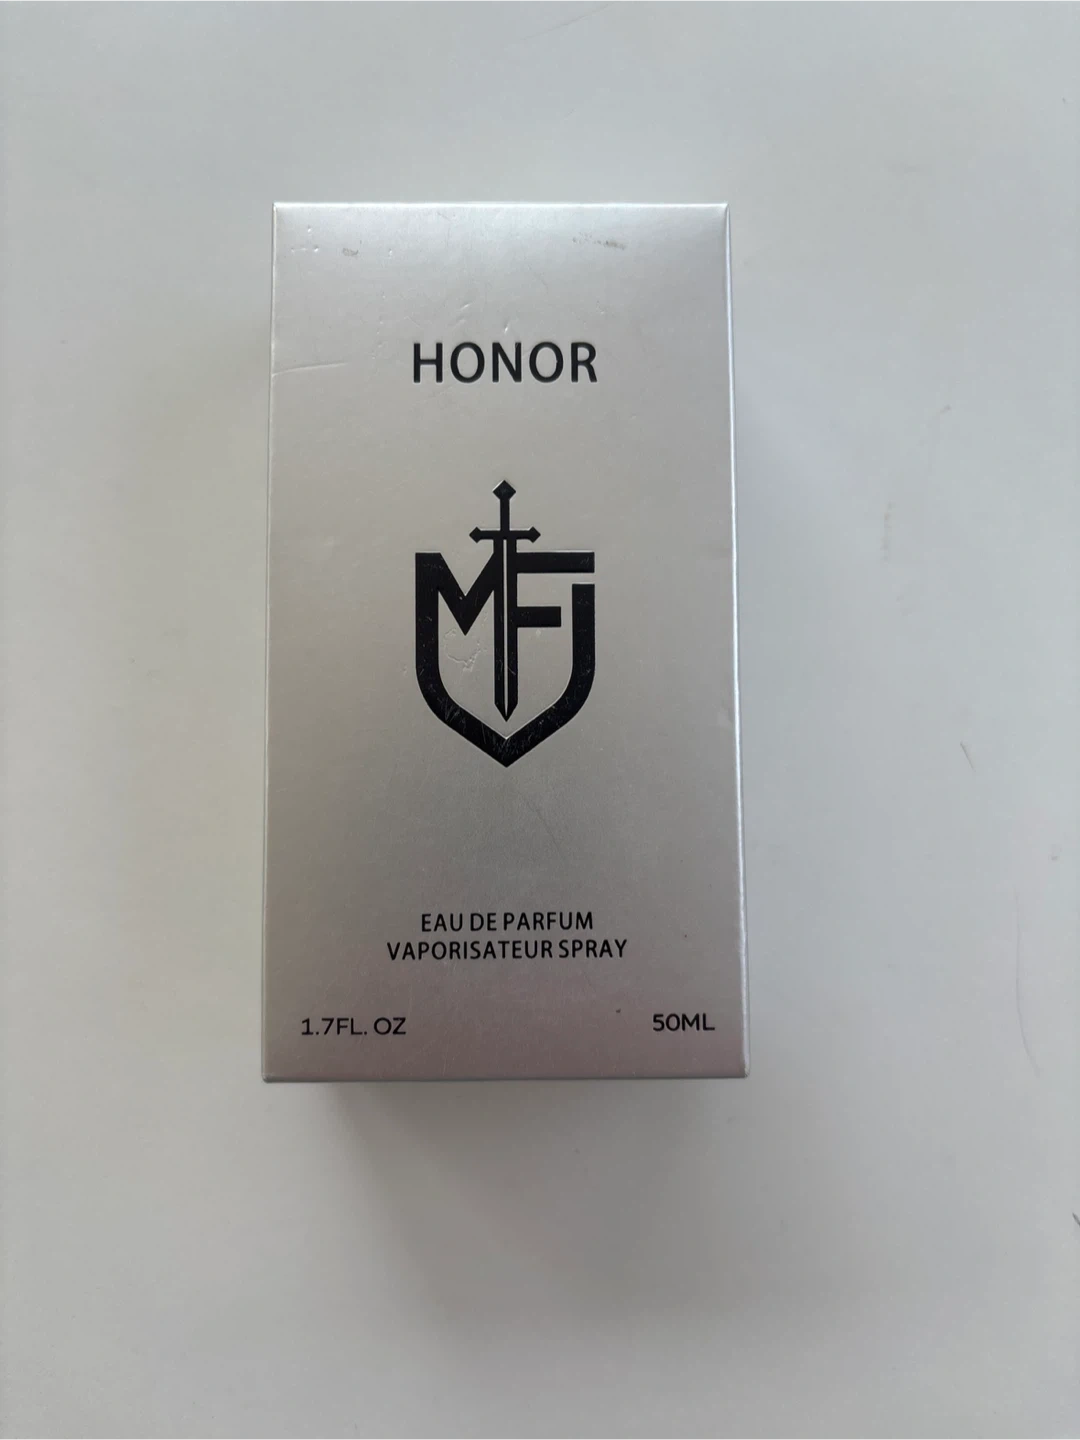 HONOR
MF
EAU DE PARFUM
VAPORISATEUR SPRAY
1.7FL. OZ
50ML